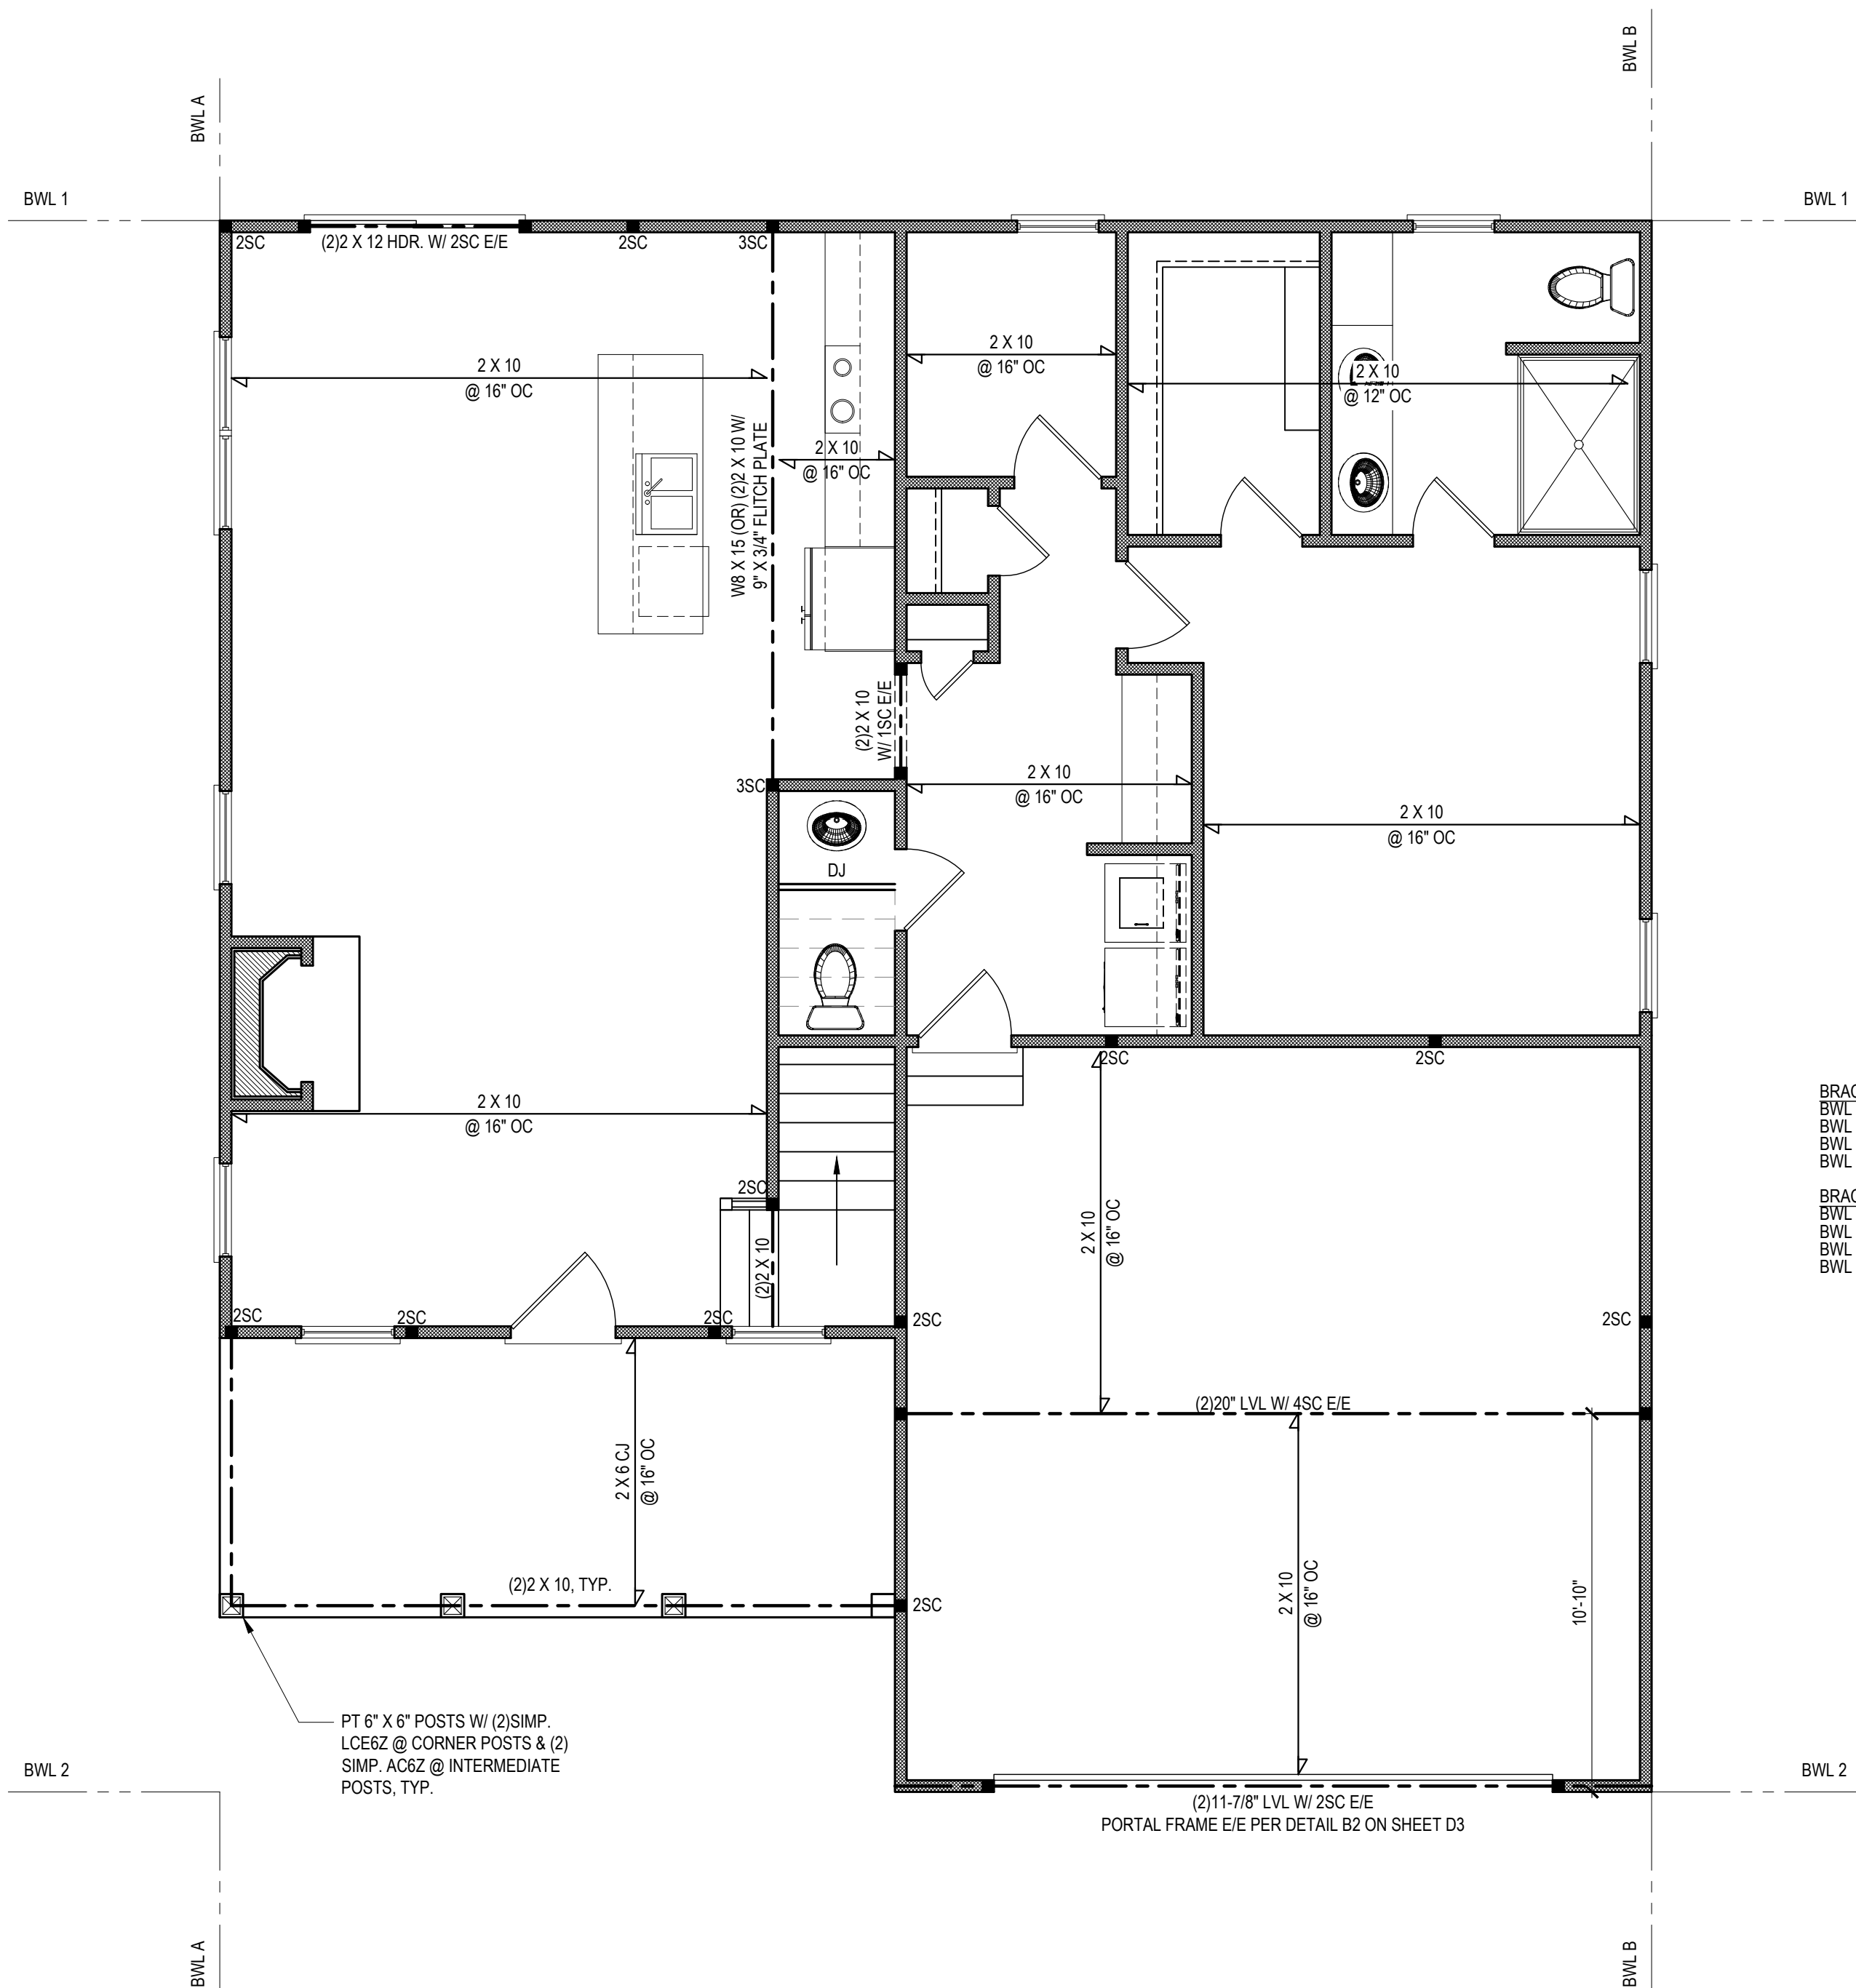 BWL B
BWL A
BWL 1
BWL 1
2SC
(2)2 X 12 HDR. W/ 2SC E/E
2SC
3SC
2 X 10
@ 16" OC
W8 X 15 (OR) (2)2 X 10 W/
9" X 3/4" FLITCH PLATE
2 X 10
@ 16" OC
2 X 10
@ 16" OC
2 X 10
@ 12" OC
(2)2 X 10
W/ 1SC E/E
3SC
2 X 10
@ 16" OC
2 X 10
@ 16" OC
DJ
2SC
2SC
2 X 10
@ 16" OC
BRAC
BWL
BWL
BWL
BWL
BRAC
BWL
BWL
BWL
BWL
2SC
(2)2 X 10
2 X 10
@ 16" OC
2SC
2SC
2SC
2SC
2SC
(2)20" LVL W/ 4SC E/E
2 X 6 CJ
@ 16" OC
(2)2 X 10, TYP.
2SC
2 X 10
@ 16" OC
10'-10"
PT 6" X 6" POSTS W/ (2)SIMP.
LCE6Z @ CORNER POSTS & (2)
SIMP. AC6Z @ INTERMEDIATE
POSTS, TYP.
BWL 2
BWL 2
(2)11-7/8" LVL W/ 2SC E/E
PORTAL FRAME E/E PER DETAIL B2 ON SHEET D3
BWL A
BWL B